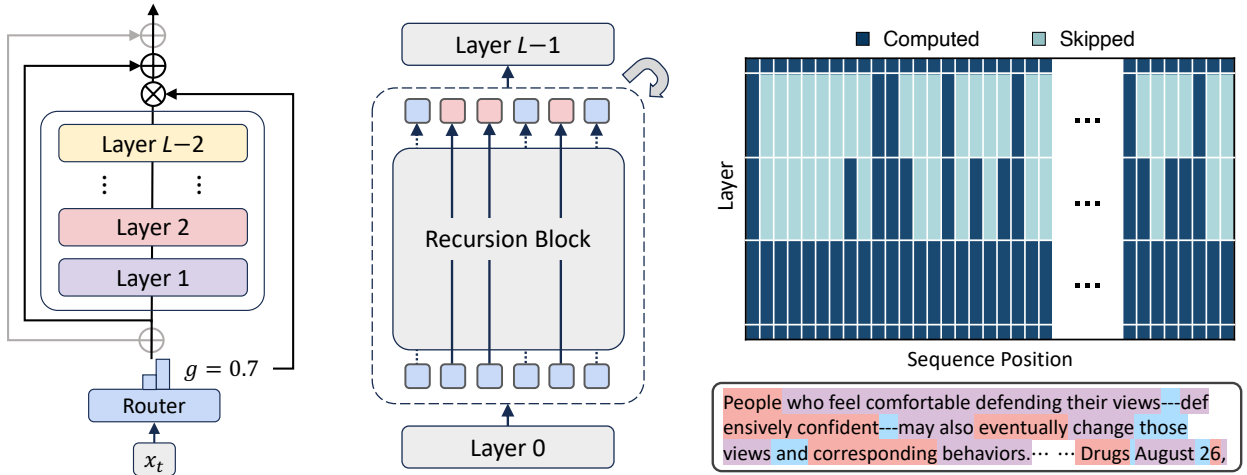 Layer L−2
⋮ ⋮
Layer 2
Layer 1
g = 0.7
Router
x_t
Layer L−1
Recursion Block
Layer 0
Computed Skipped
Layer
...
...
...
Sequence Position
People who feel comfortable defending their views---def
ensively confident---may also eventually change those
views and corresponding behaviors.⋯ ⋯ Drugs August 26,